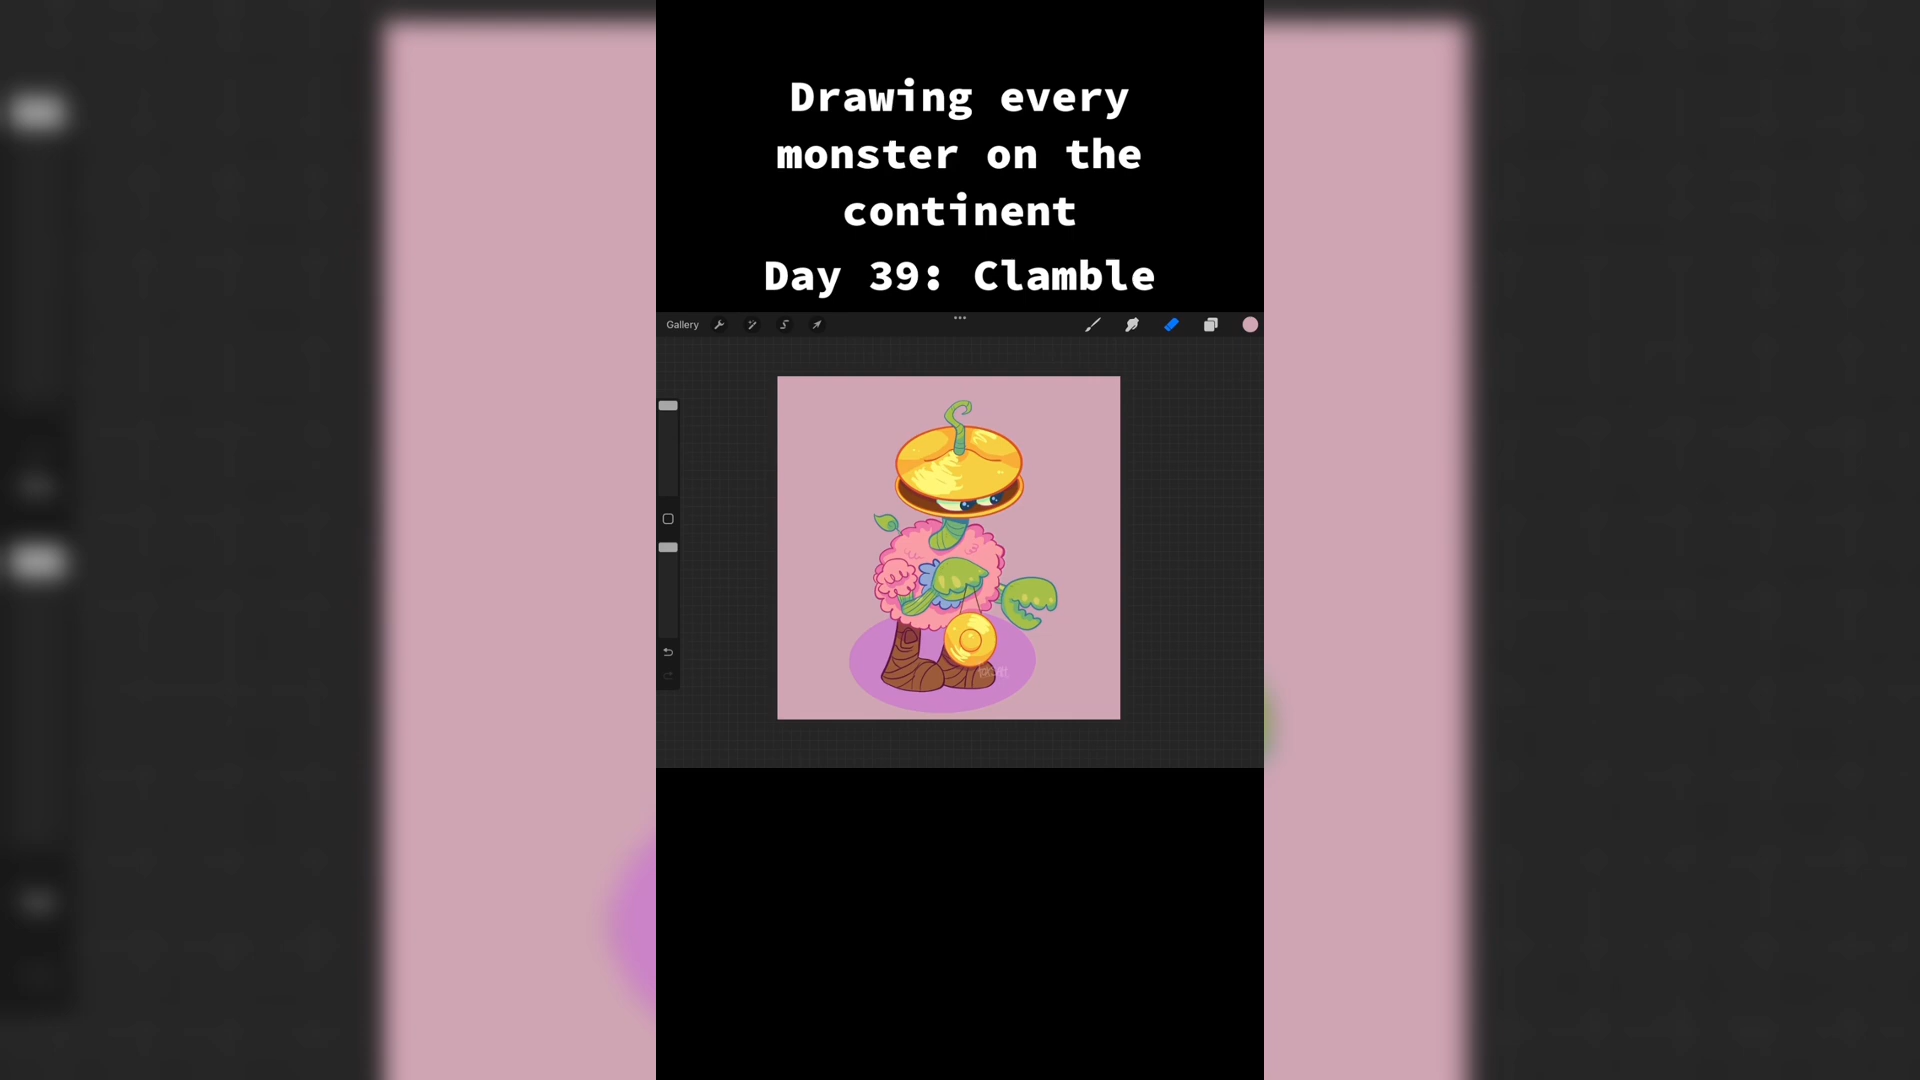 Drawing every
monster on the
continent
Day 39: Clamble
Gallery